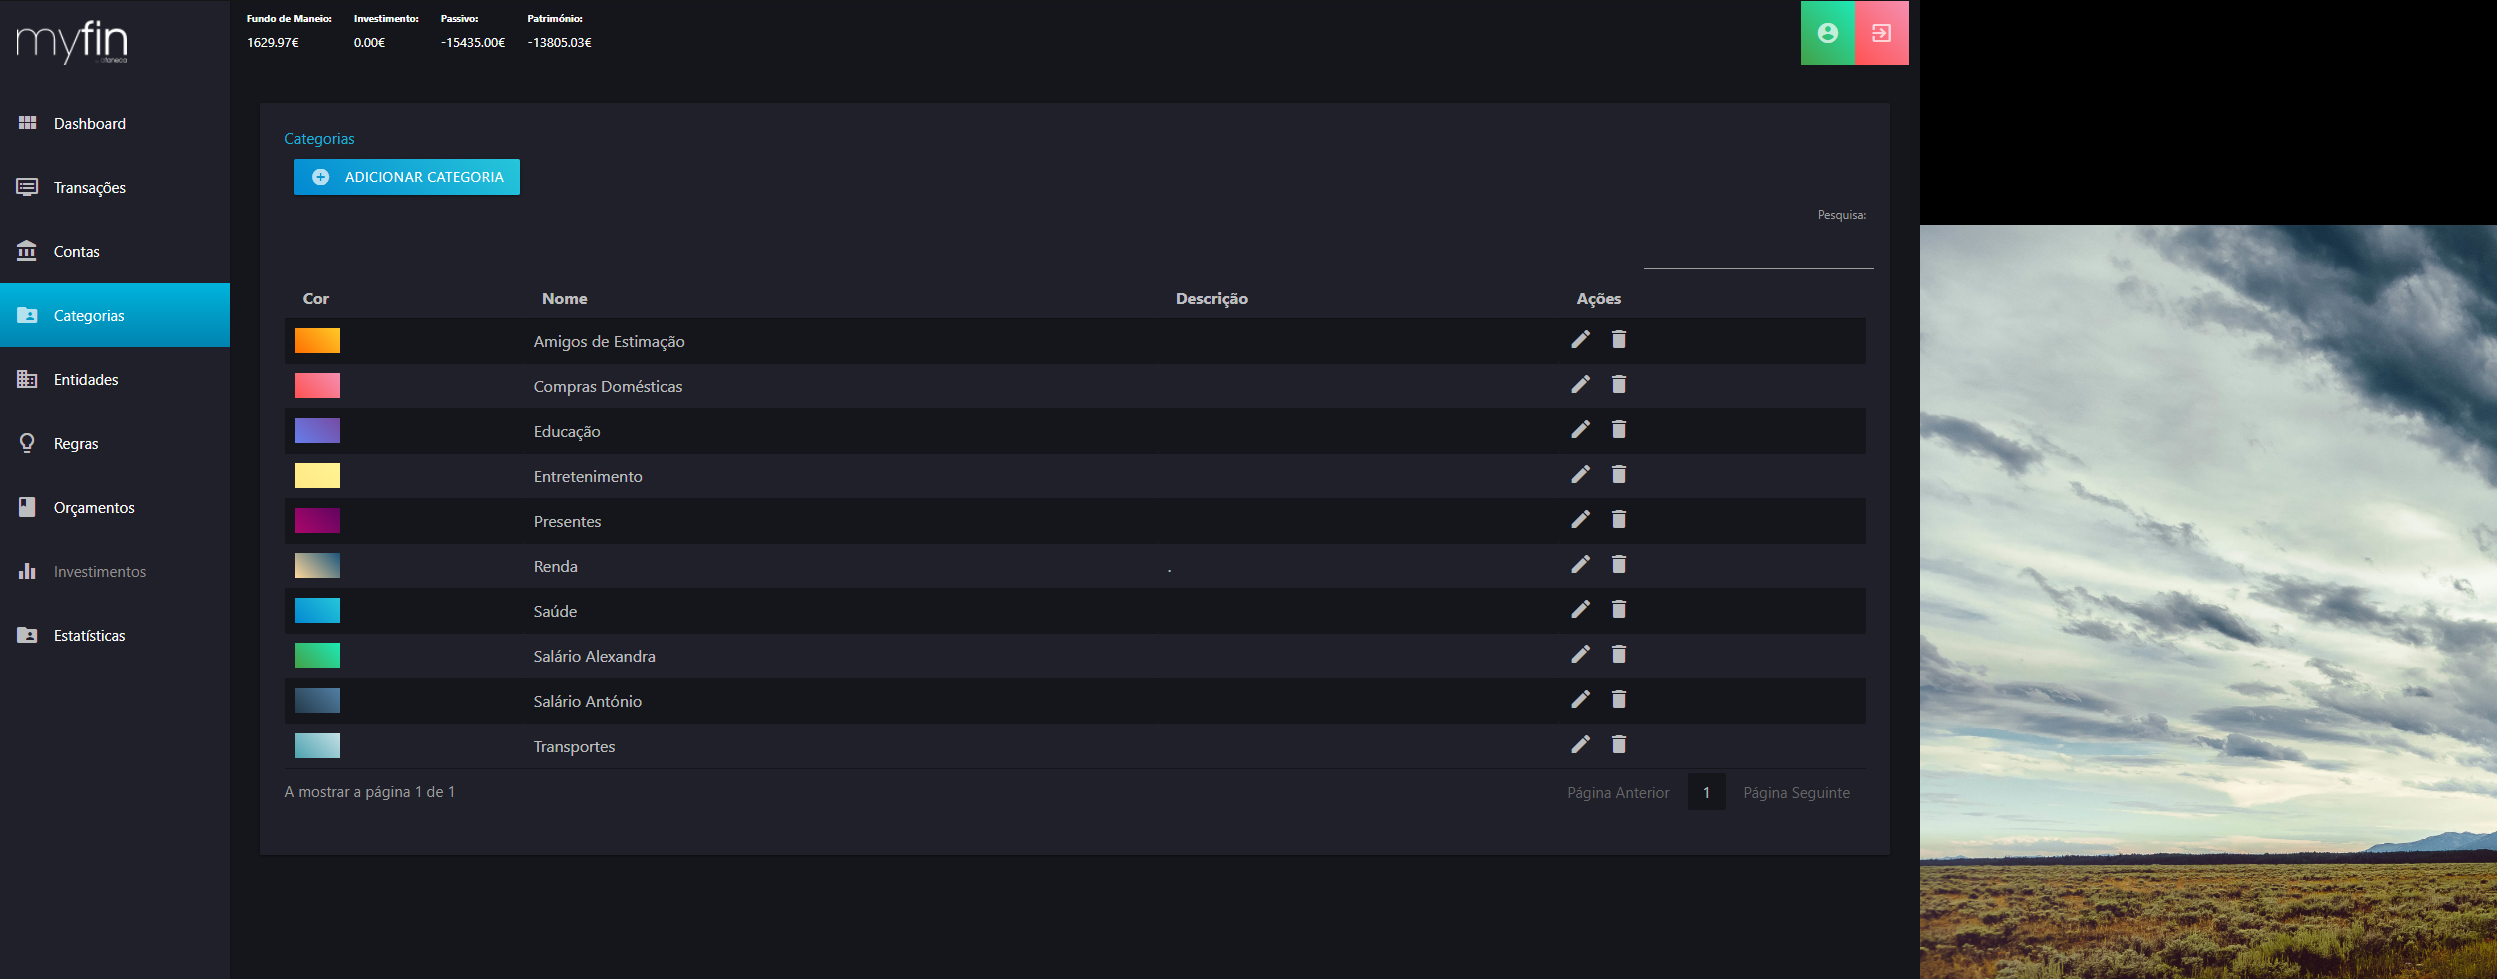 myfin
Fundo de Maneio: Investimento: Passivo: Património:
1629.97€ 0.00€ -15435.00€ -13805.03€
Dashboard
Transações
Contas
Categorias
Entidades
Regras
Orçamentos
Investimentos
Estatísticas
Categorias
ADICIONAR CATEGORIA
Pesquisa:
Cor Nome Descrição Ações
Amigos de Estimação
Compras Domésticas
Educação
Entretenimento
Presentes
Renda .
Saúde
Salário Alexandra
Salário António
Transportes
A mostrar a página 1 de 1
Página Anterior 1 Página Seguinte